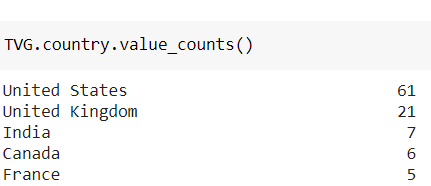 TVG.country.value_counts()
United States 61
United Kingdom 21
India 7
Canada 6
France 5